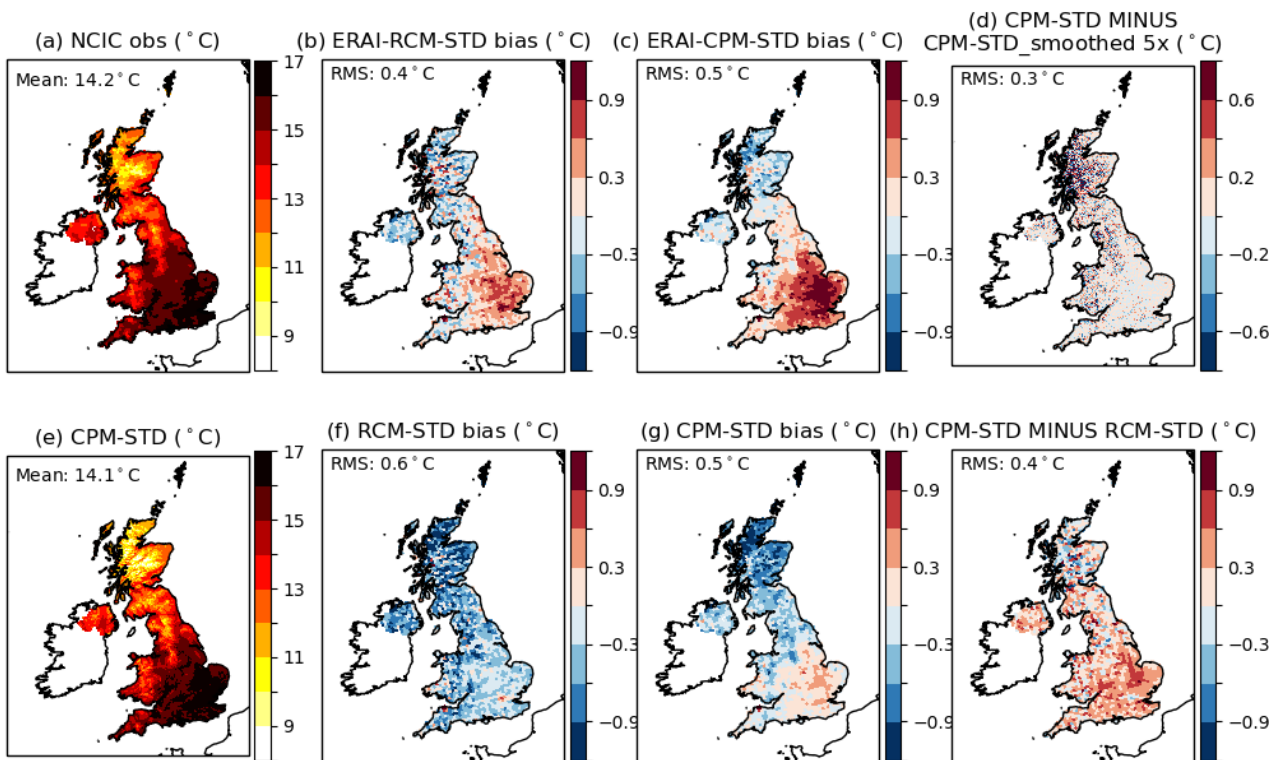 (a) NCIC obs (°C)
Mean: 14.2°C
17
15
13
11
9
(b) ERAI-RCM-STD bias (°C)
RMS: 0.4°C
0.9
0.3
−0.3
−0.9
(c) ERAI-CPM-STD bias (°C)
RMS: 0.5°C
0.9
0.3
−0.3
−0.9
(d) CPM-STD MINUS
CPM-STD_smoothed 5x (°C)
RMS: 0.3°C
0.6
0.2
−0.2
−0.6
(e) CPM-STD (°C)
Mean: 14.1°C
17
15
13
11
9
(f) RCM-STD bias (°C)
RMS: 0.6°C
0.9
0.3
−0.3
−0.9
(g) CPM-STD bias (°C)
RMS: 0.5°C
0.9
0.3
−0.3
−0.9
(h) CPM-STD MINUS RCM-STD (°C)
RMS: 0.4°C
0.9
0.3
−0.3
−0.9